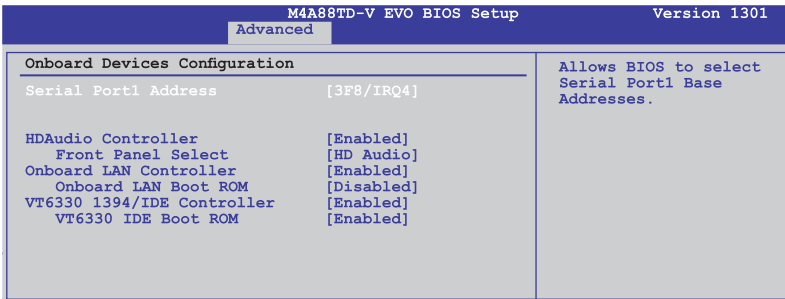 M4A88TD-V EVO BIOS Setup Version 1301
Advanced
Onboard Devices Configuration
Serial Port1 Address [3F8/IRQ4]
HDAudio Controller [Enabled]
Front Panel Select [HD Audio]
Onboard LAN Controller [Enabled]
Onboard LAN Boot ROM [Disabled]
VT6330 1394/IDE Controller [Enabled]
VT6330 IDE Boot ROM [Enabled]
Allows BIOS to select
Serial Port1 Base
Addresses.